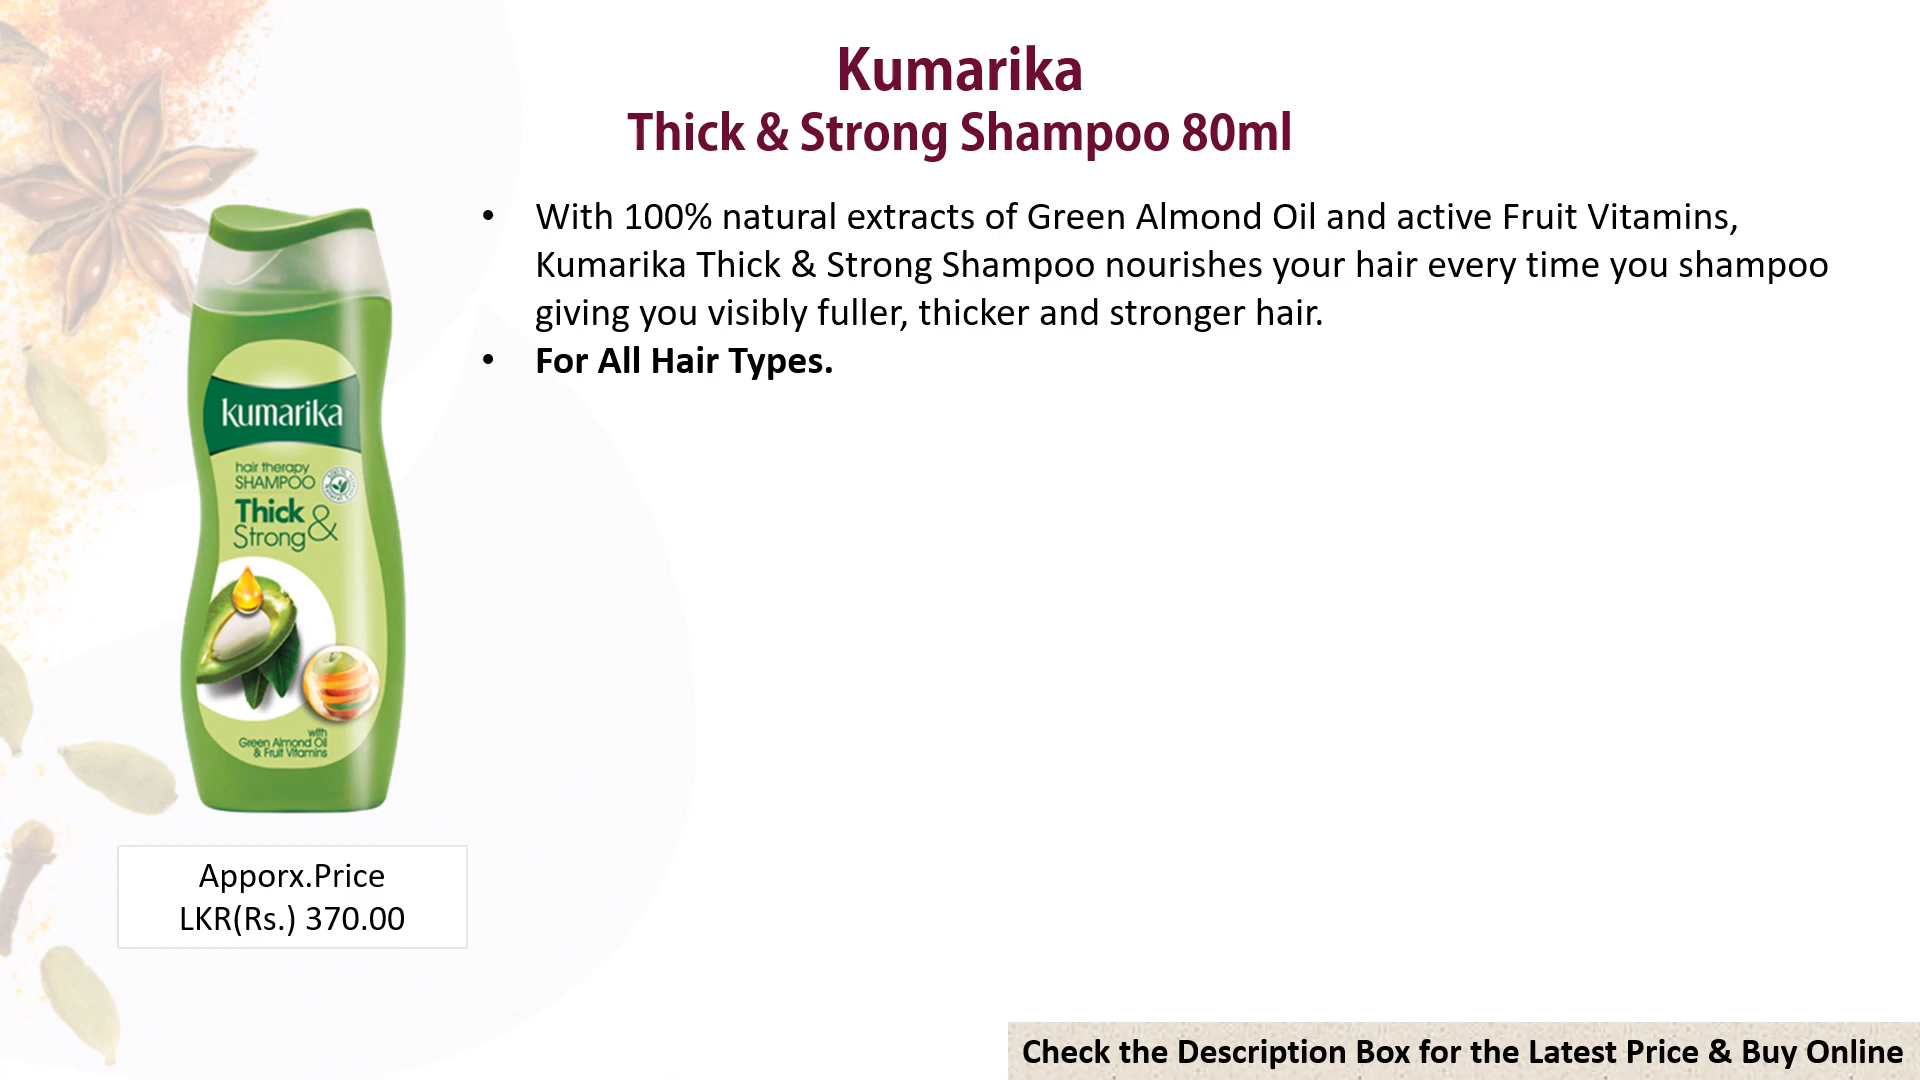 Kumarika
Thick & Strong Shampoo 80ml
• With 100% natural extracts of Green Almond Oil and active Fruit Vitamins,
Kumarika Thick & Strong Shampoo nourishes your hair every time you shampoo
giving you visibly fuller, thicker and stronger hair.
• For All Hair Types.
kumarika
hair therapy
SHAMPOO
Thick &
Strong
with
Green Almond Oil
& Fruit Vitamins
Apporx.Price
LKR(Rs.) 370.00
Check the Description Box for the Latest Price & Buy Online